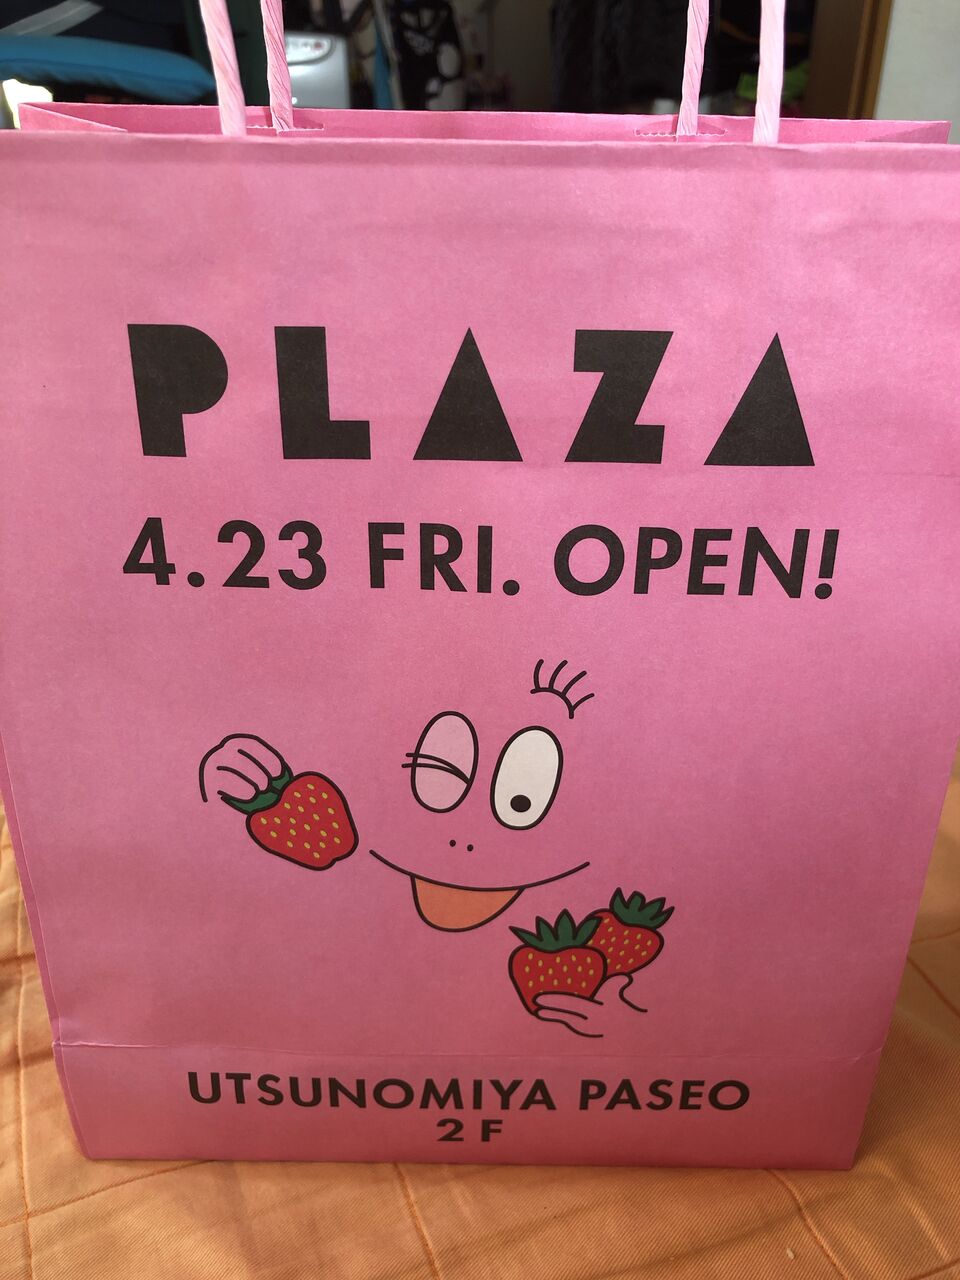 PLAZA
4.23 FRI. OPEN!
UTSUNOMIYA PASEO
2F